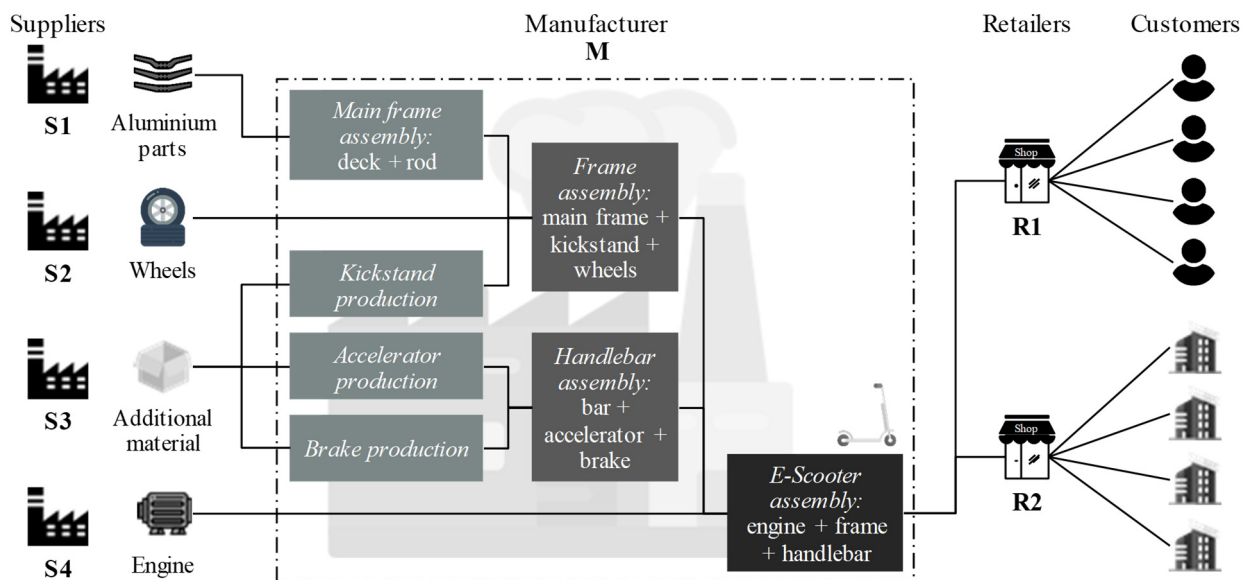 Suppliers
Manufacturer
M
Retailers
Customers
S1
Aluminium
parts
Main frame
assembly:
deck + rod
S2
Wheels
Frame
assembly:
main frame +
kickstand +
wheels
Kickstand
production
S3
Additional
material
Accelerator
production
Brake production
Handlebar
assembly:
bar +
accelerator +
brake
S4
Engine
E-Scooter
assembly:
engine + frame
+ handlebar
Shop
R1
Shop
R2